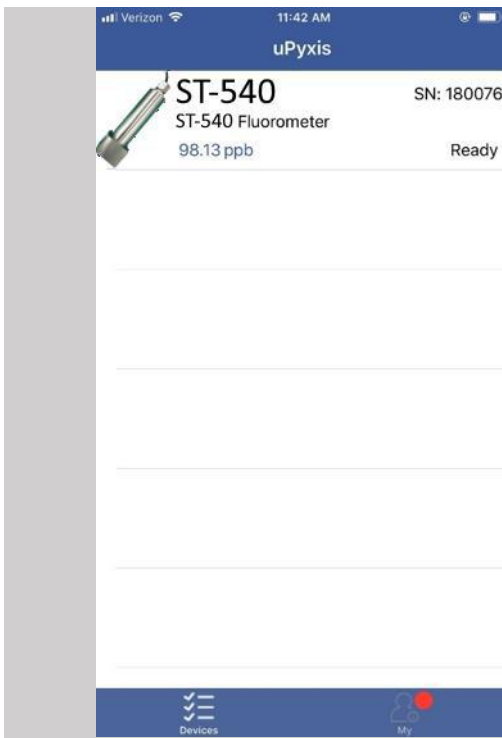 Verizon 11:42 AM
uPyxis
ST-540 SN: 180076
ST-540 Fluorometer
98.13 ppb Ready
Devices My